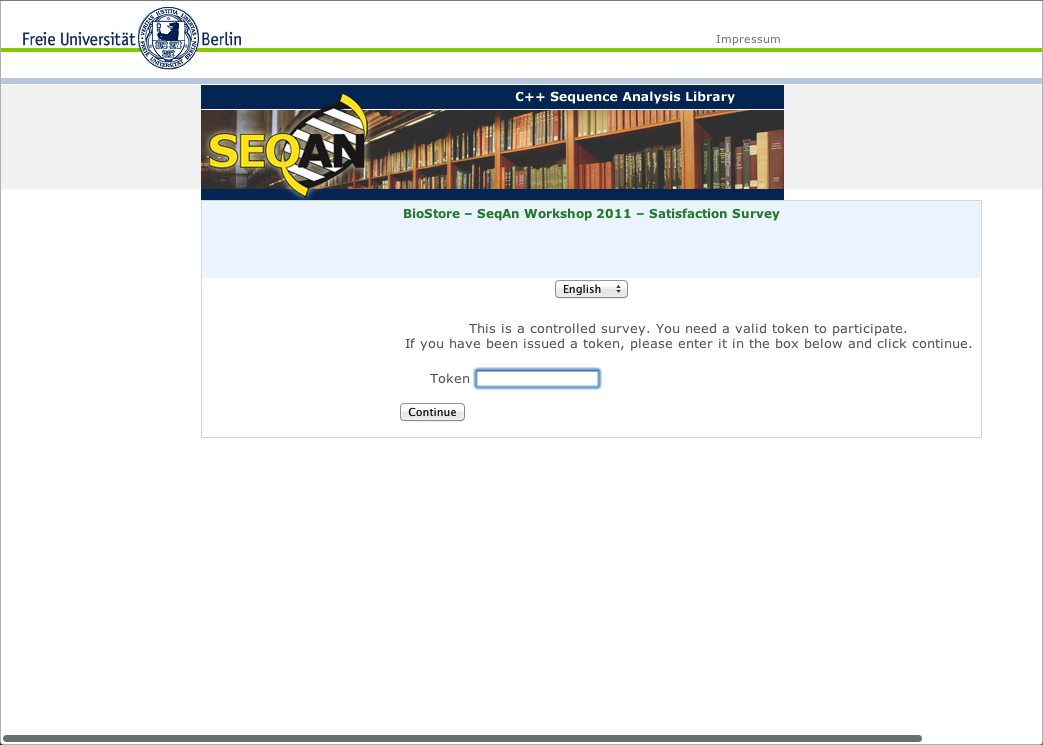 Freie Universität Berlin
Impressum
C++ Sequence Analysis Library
SEQAN
BioStore – SeqAn Workshop 2011 – Satisfaction Survey
English
This is a controlled survey. You need a valid token to participate.
If you have been issued a token, please enter it in the box below and click continue.
Token
Continue